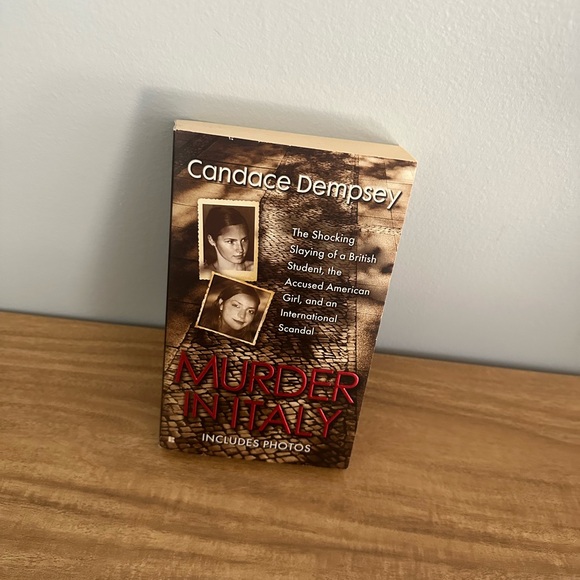 Candace Dempsey
The Shocking
Slaying of a British
Student, the
Accused American
Girl, and an
International
Scandal
MURDER
IN ITALY
INCLUDES PHOTOS